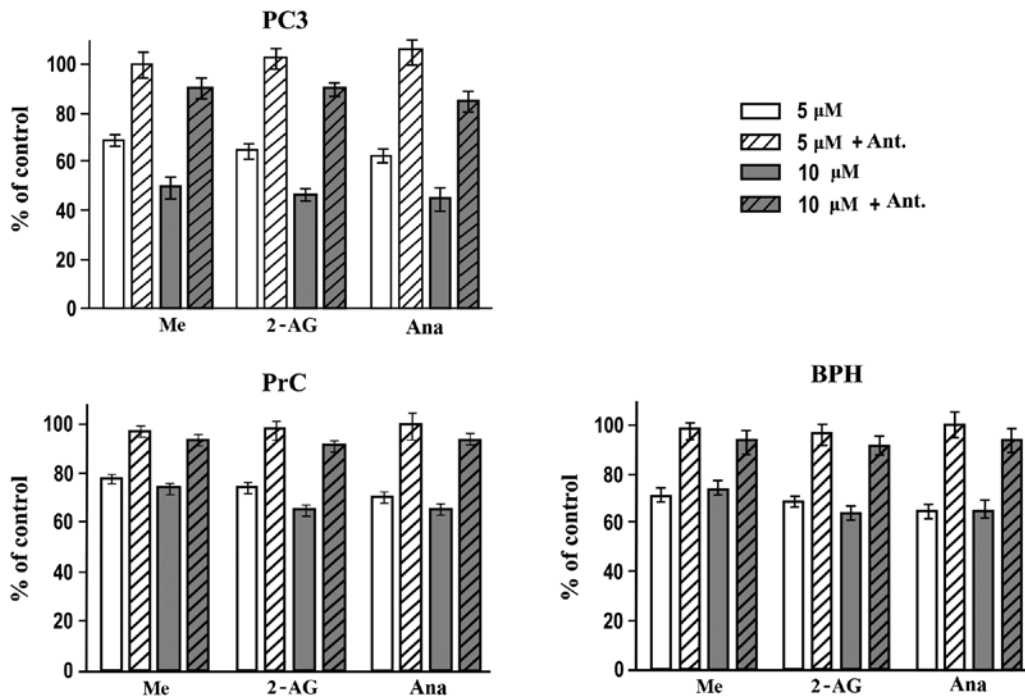 PC3
% of control
100
80
60
40
20
0
Me 2-AG Ana
5 μM
5 μM + Ant.
10 μM
10 μM + Ant.
PrC
% of control
100
80
60
40
20
0
Me 2-AG Ana
BPH
% of control
100
80
60
40
20
0
Me 2-AG Ana